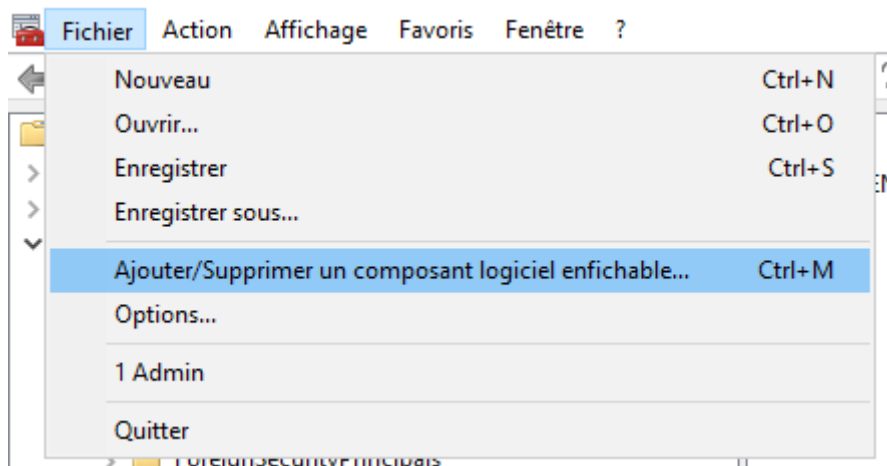 Fichier Action Affichage Favoris Fenêtre ?
Nouveau Ctrl+N
Ouvrir... Ctrl+O
Enregistrer Ctrl+S
Enregistrer sous...
Ajouter/Supprimer un composant logiciel enfichable... Ctrl+M
Options...
1 Admin
Quitter
ForeignSecurityPrincipals